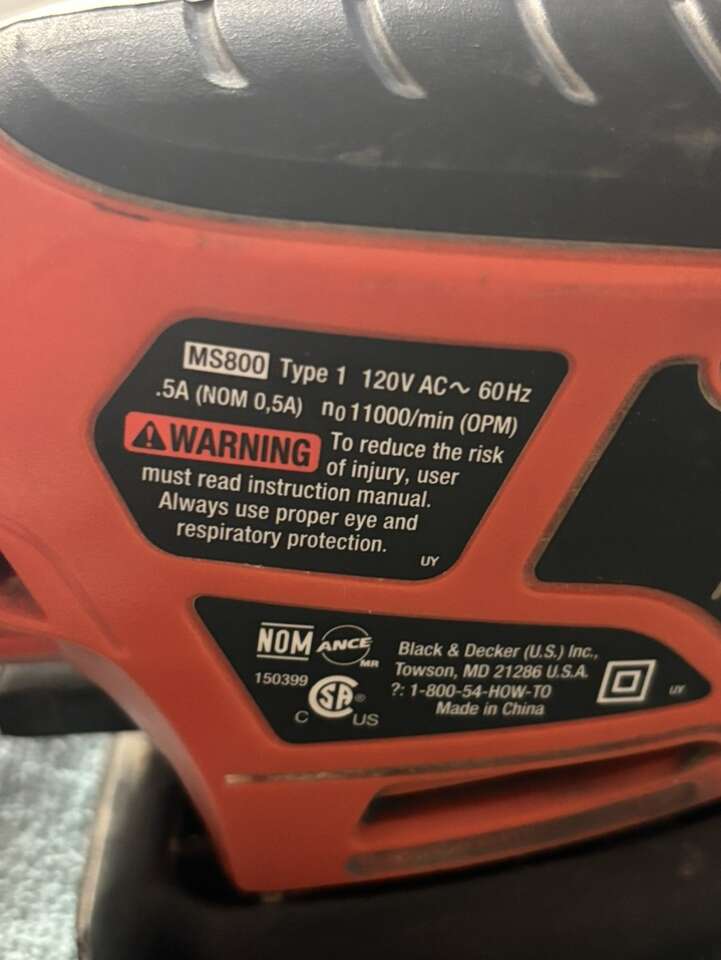 MS800 Type 1 120V AC~ 60Hz
.5A (NOM 0,5A) n0 11000/min (OPM)
⚠WARNING To reduce the risk
of injury, user
must read instruction manual.
Always use proper eye and
respiratory protection.
UY
NOM ANCE MR
150399
C SA® US
Black & Decker (U.S.) Inc.,
Towson, MD 21286 U.S.A.
?: 1-800-54-HOW-TO
Made in China
UY